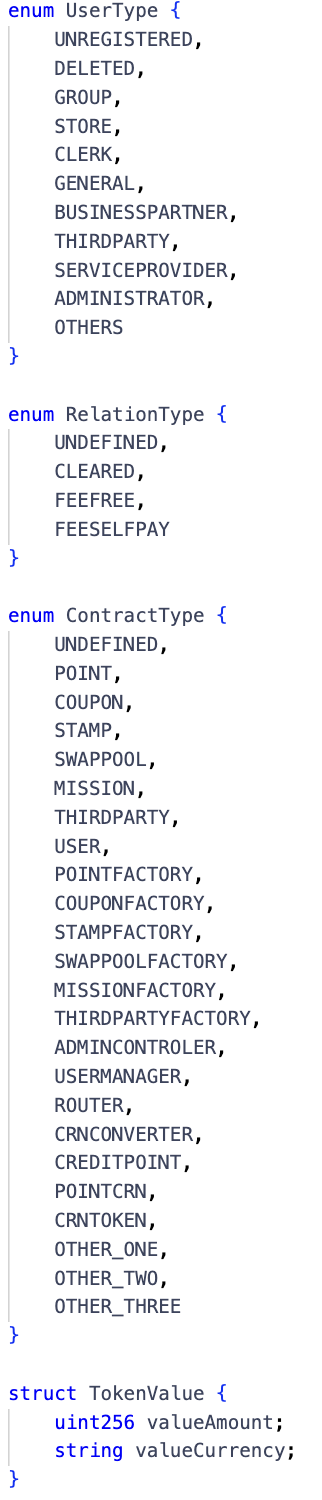 enum UserType {
UNREGISTERED,
DELETED,
GROUP,
STORE,
CLERK,
GENERAL,
BUSINESSPARTNER,
THIRDPARTY,
SERVICEPROVIDER,
ADMINISTRATOR,
OTHERS
}
enum RelationType {
UNDEFINED,
CLEARED,
FEEFREE,
FEESELFPAY
}
enum ContractType {
UNDEFINED,
POINT,
COUPON,
STAMP,
SWAPPOOL,
MISSION,
THIRDPARTY,
USER,
POINTFACTORY,
COUPONFACTORY,
STAMPFACTORY,
SWAPPOOLFACTORY,
MISSIONFACTORY,
THIRDPARTYFACTORY,
ADMINCONTROLER,
USERMANAGER,
ROUTER,
CRNCONVERTER,
CREDITPOINT,
POINTCRN,
CRNTOKEN,
OTHER_ONE,
OTHER_TWO,
OTHER_THREE
}
struct TokenValue {
uint256 valueAmount;
string valueCurrency;
}